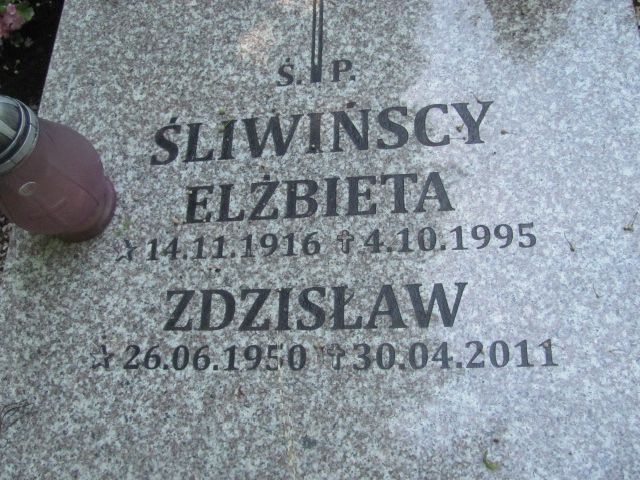 Ś. P.
ŚLIWIŃSCY
ELŻBIETA
☆ 14.11.1916 ✝ 4.10.1995
ZDZISŁAW
☆ 26.06.1950 ✝ 30.04.2011